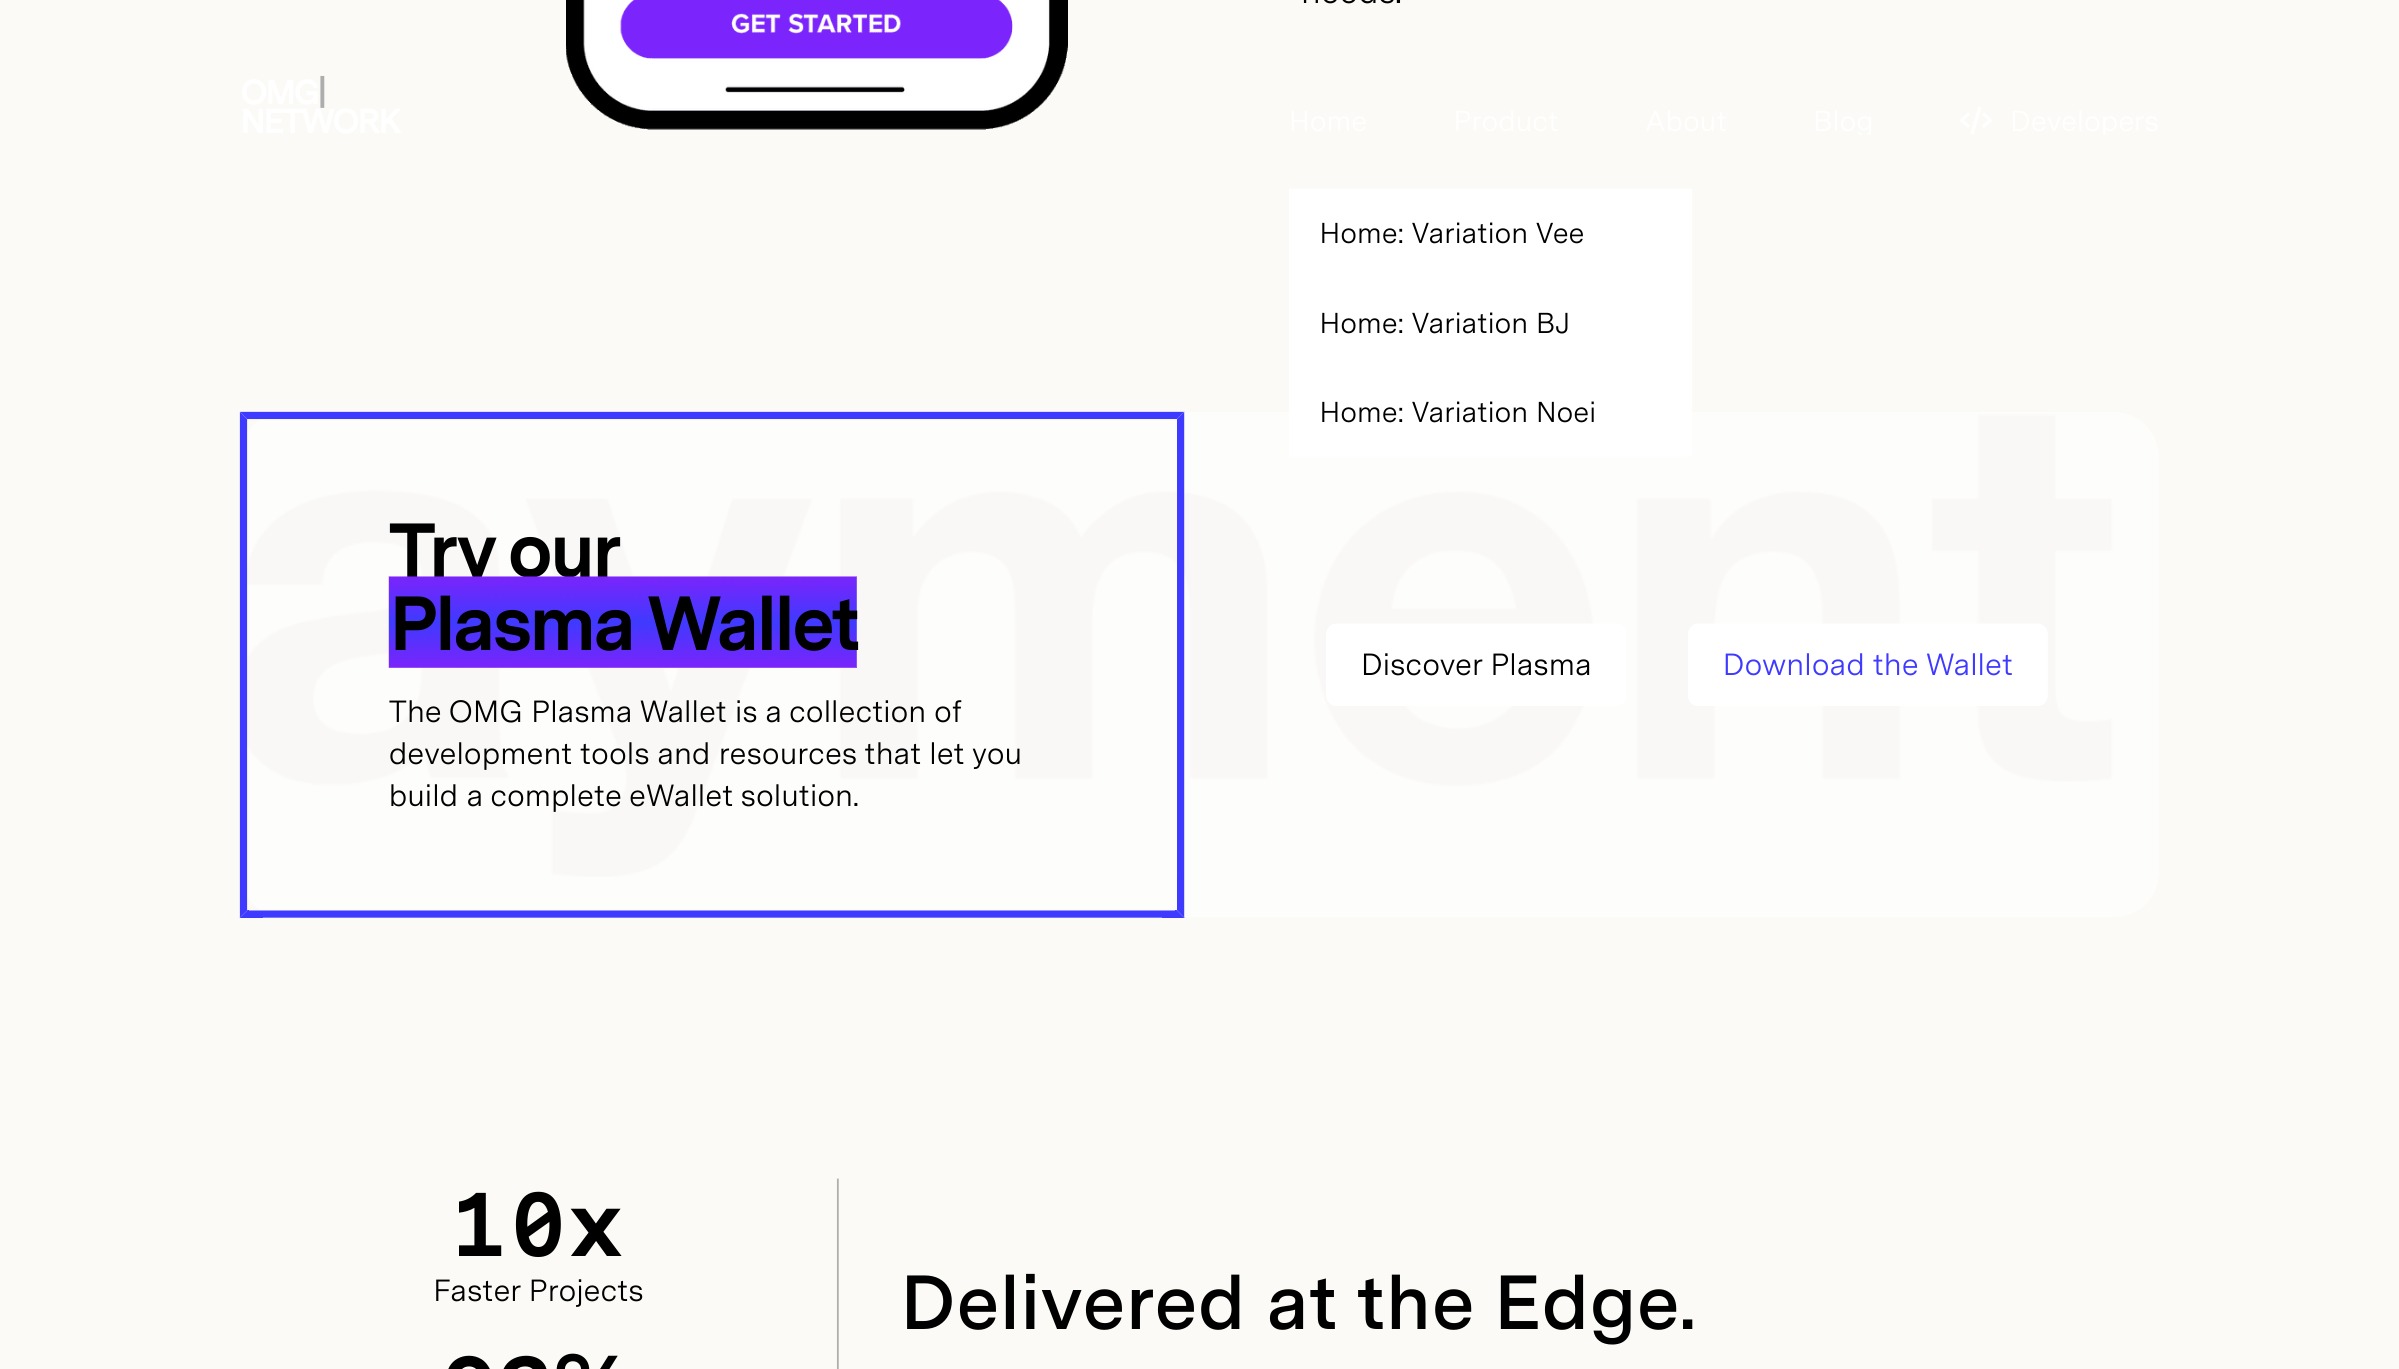 GET STARTED
OMG
NETWORK
Home
Product
About
Blog
</> Developers
Home: Variation Vee
Home: Variation BJ
Home: Variation Noei
ayment
Try our
Plasma Wallet
The OMG Plasma Wallet is a collection of
development tools and resources that let you
build a complete eWallet solution.
Discover Plasma
Download the Wallet
10x
Faster Projects
Delivered at the Edge.